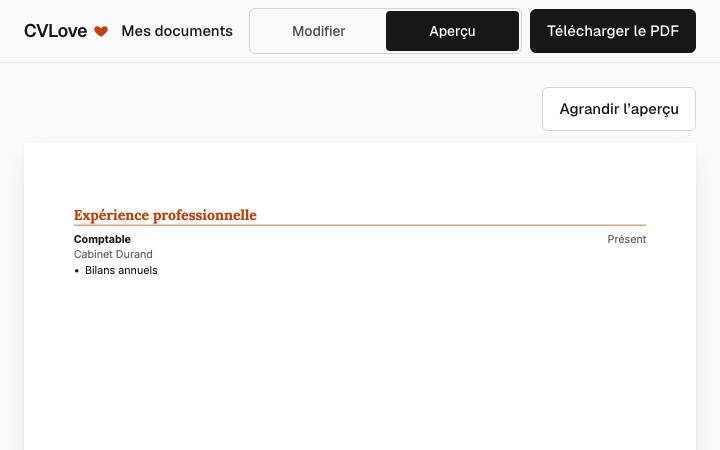 CVLove Mes documents Modifier Aperçu Télécharger le PDF
Agrandir l’aperçu
Expérience professionnelle
Comptable Présent
Cabinet Durand
• Bilans annuels